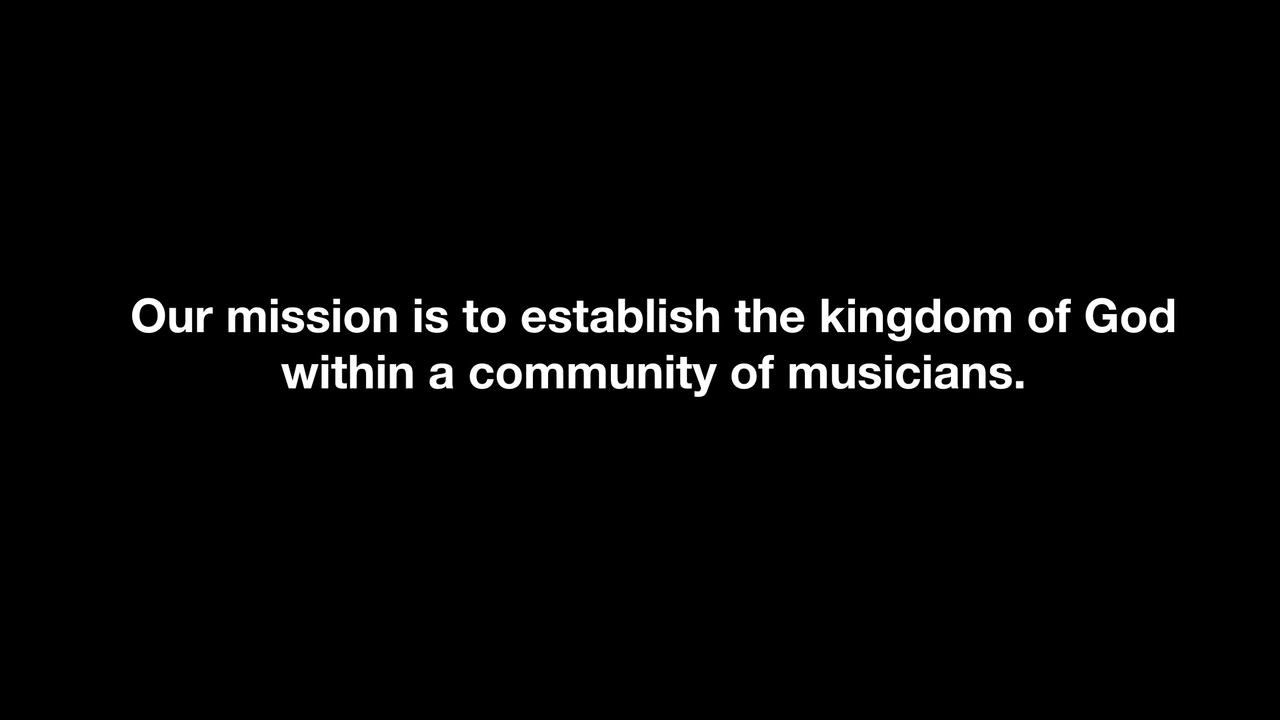 Our mission is to establish the kingdom of God
within a community of musicians.